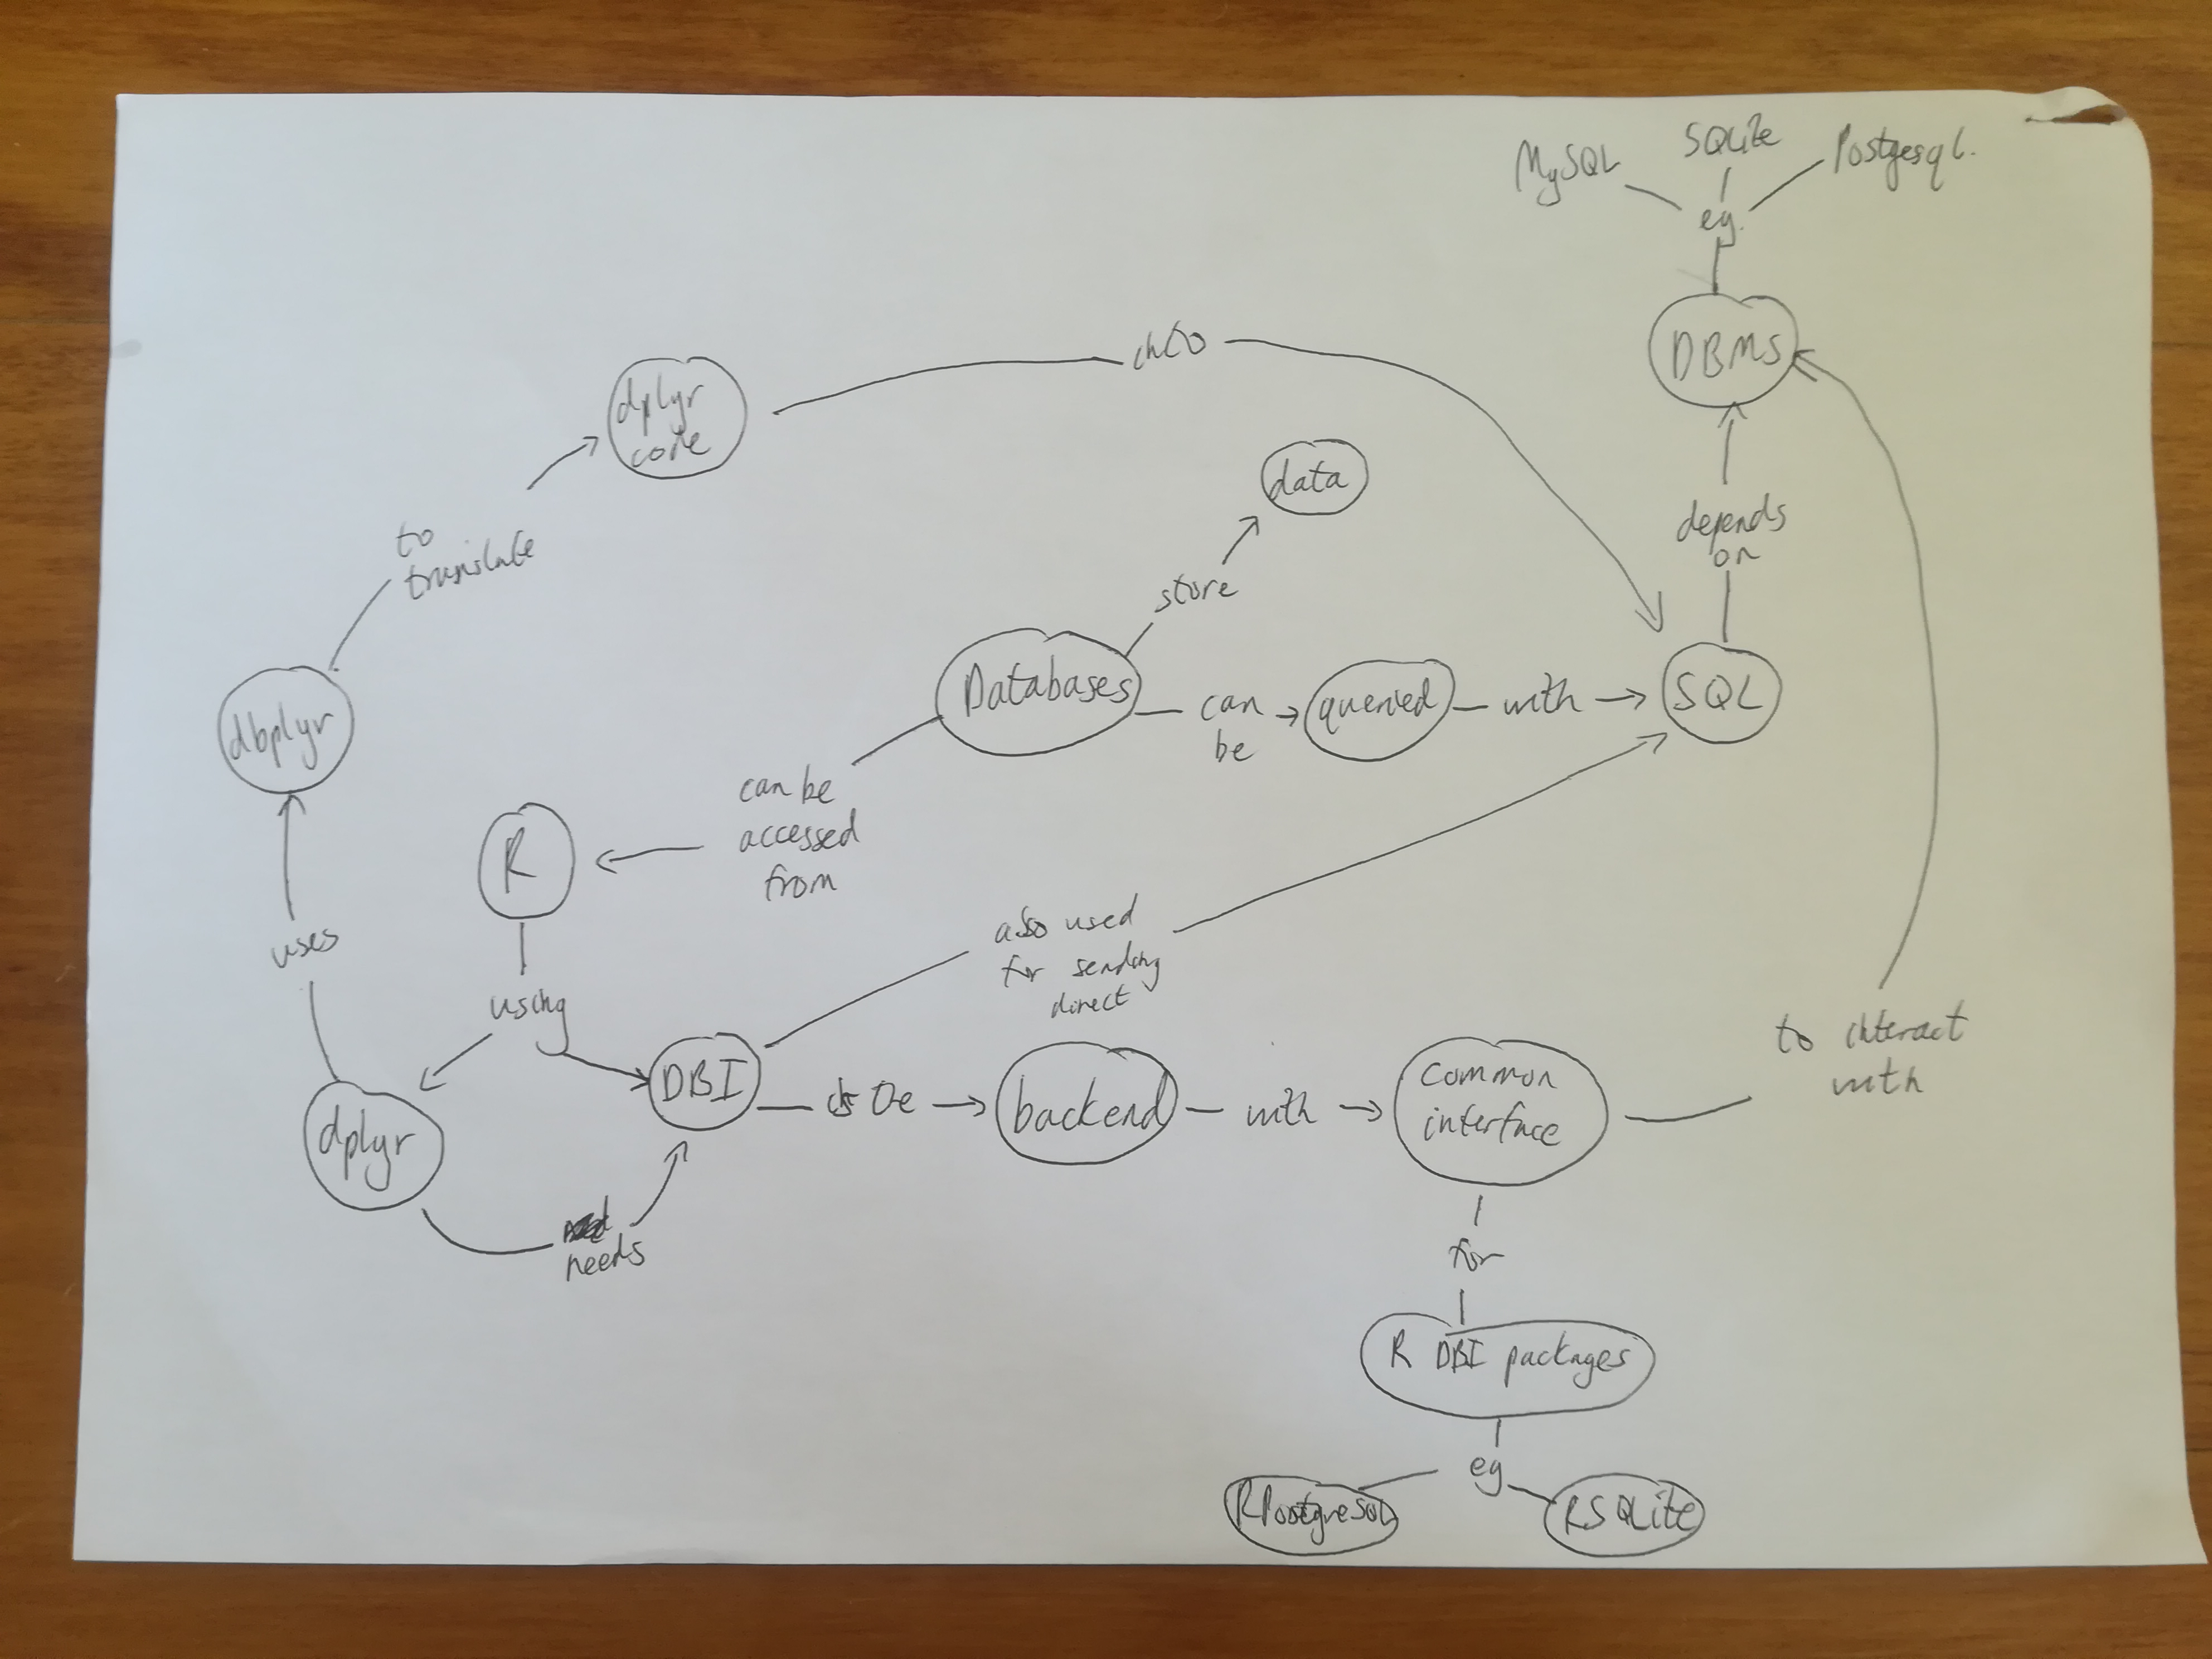 MySQL
SQLite
Postgesql.
eg.
DBMS
into
dplyr
code
data
depends
on
to
translate
store
Databases
can
be
queried
with
SQL
dbplyr
can be
accessed
from
R
also used
for sending
direct
uses
using
to interact
with
DBI
the
backend
with
common
interface
dplyr
needs
for
R DBI packages
eg
RPostgreSQL
RSQLite